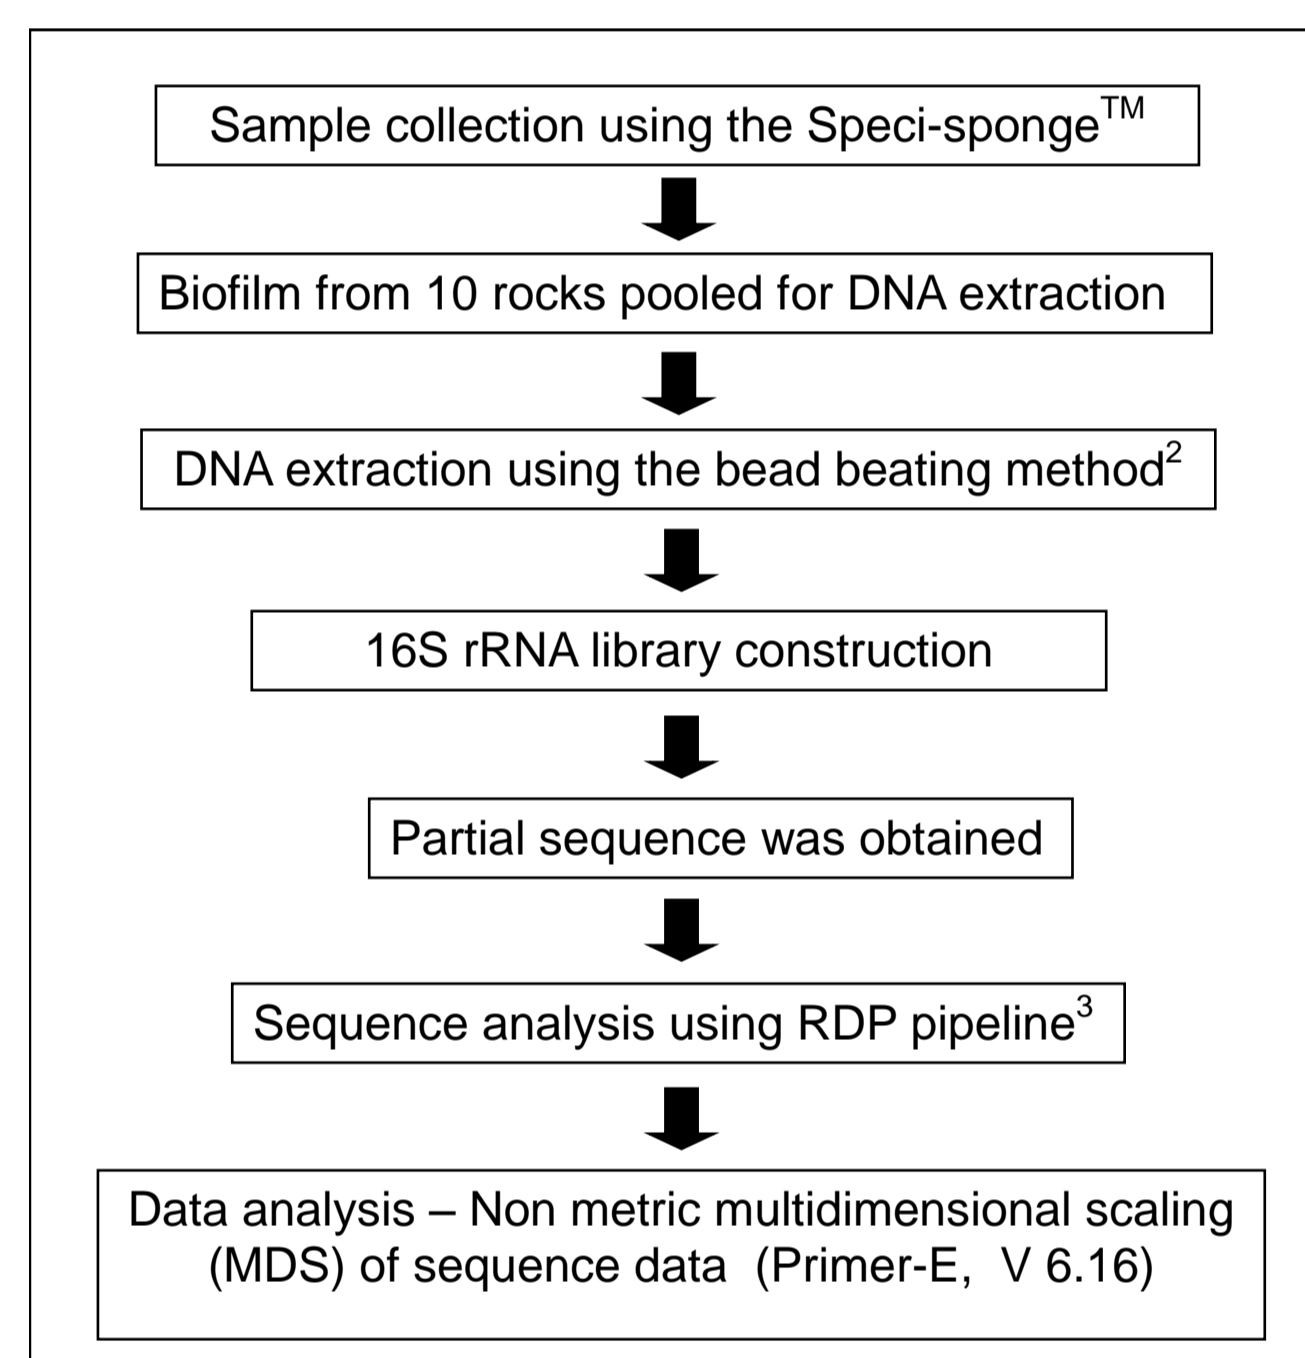 Sample collection using the Speci-sponge™
Biofilm from 10 rocks pooled for DNA extraction
DNA extraction using the bead beating method²
16S rRNA library construction
Partial sequence was obtained
Sequence analysis using RDP pipeline³
Data analysis – Non metric multidimensional scaling
(MDS) of sequence data (Primer-E, V 6.16)